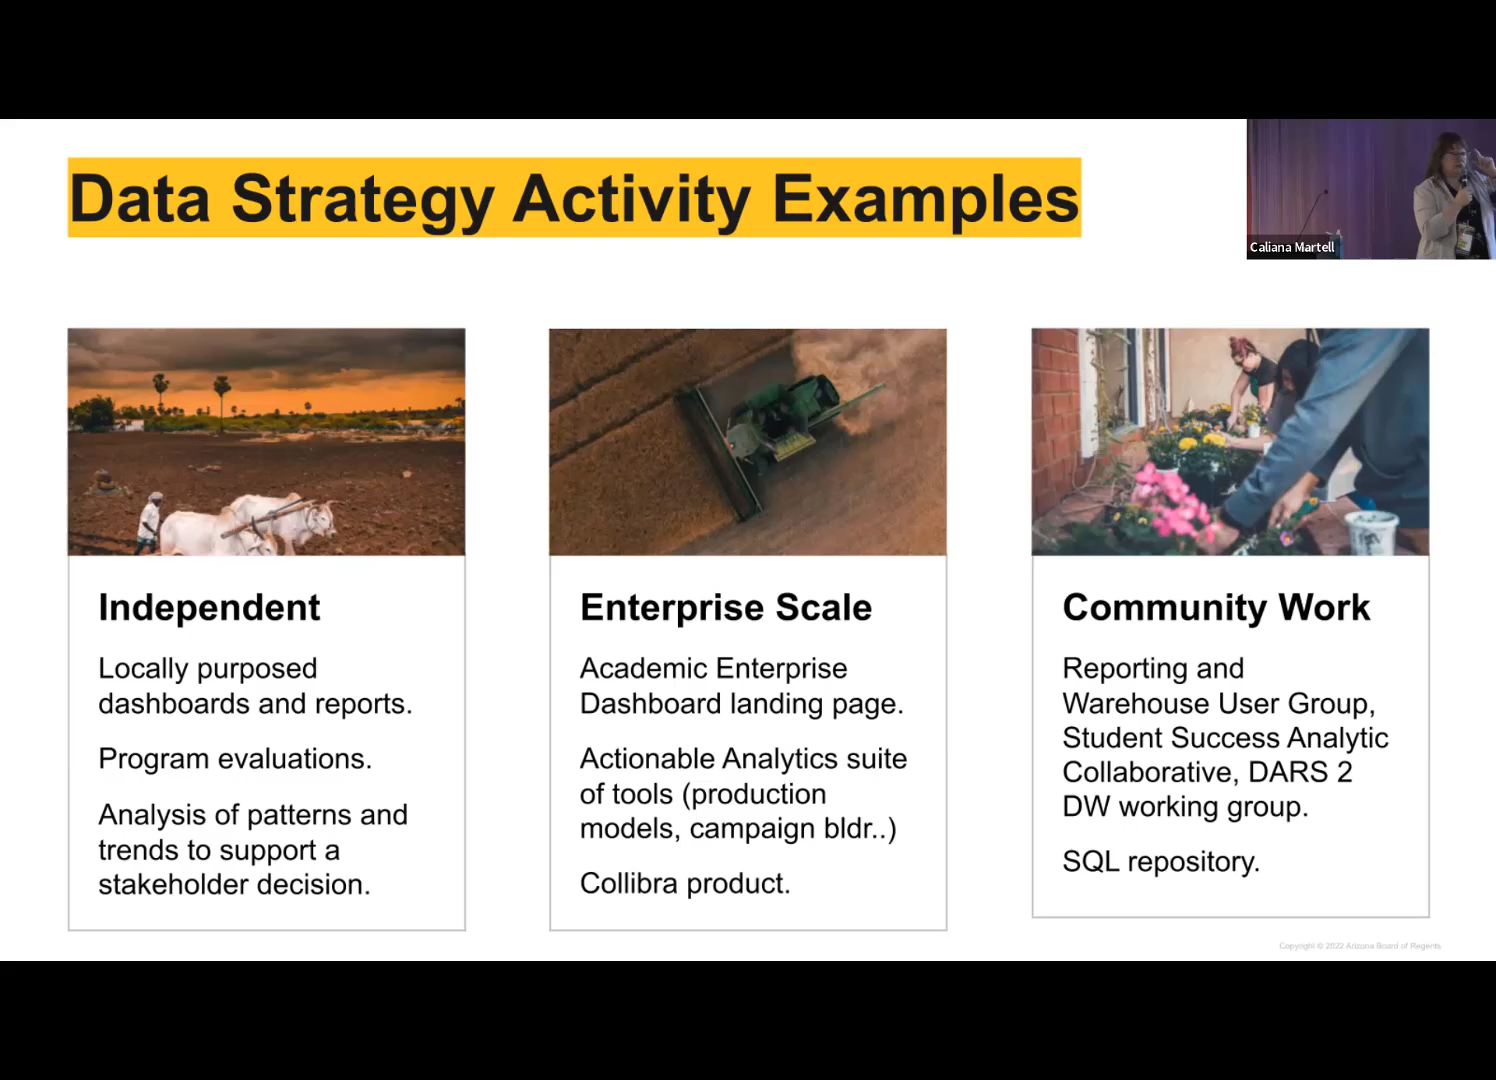 Data Strategy Activity Examples
Caliana Martell
Independent
Locally purposed
dashboards and reports.
Program evaluations.
Analysis of patterns and
trends to support a
stakeholder decision.
Enterprise Scale
Academic Enterprise
Dashboard landing page.
Actionable Analytics suite
of tools (production
models, campaign bldr..)
Collibra product.
Community Work
Reporting and
Warehouse User Group,
Student Success Analytic
Collaborative, DARS 2
DW working group.
SQL repository.
Copyright © 2022 Arizona Board of Regents